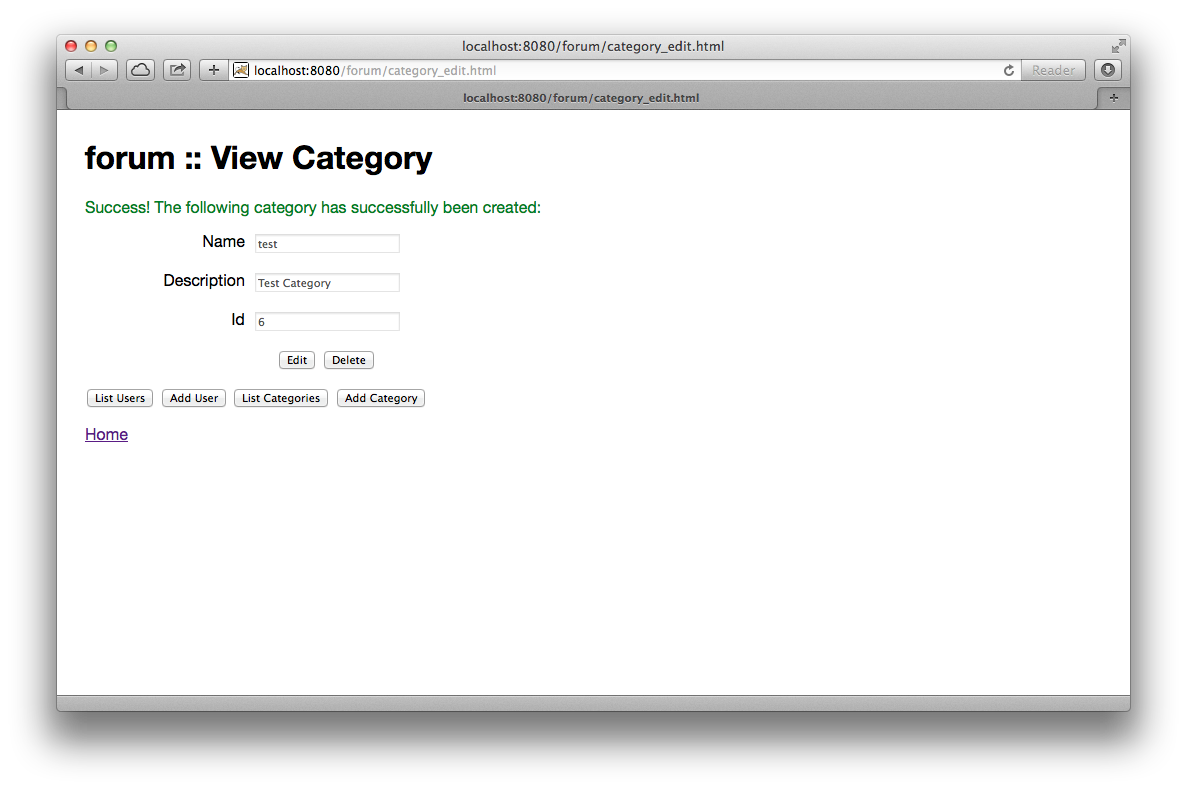 localhost:8080/forum/category_edit.html
localhost:8080/forum/category_edit.html Reader
localhost:8080/forum/category_edit.html
forum :: View Category
Success! The following category has successfully been created:
Name test
Description Test Category
Id 6
Edit Delete
List Users Add User List Categories Add Category
Home